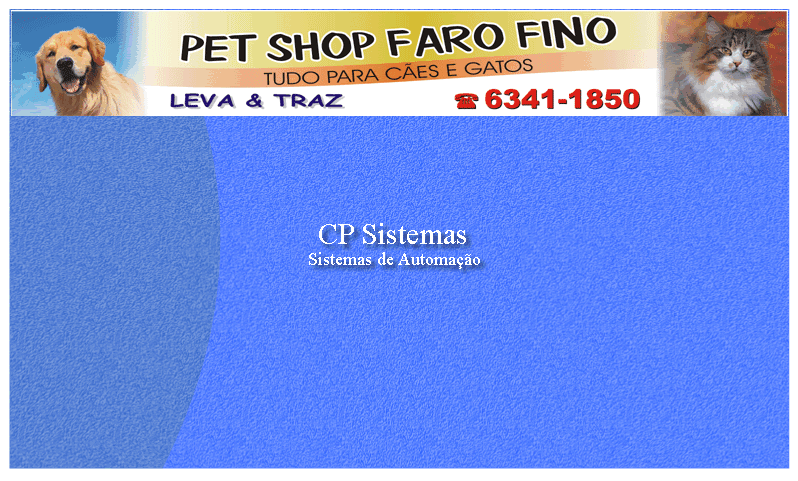 PET SHOP FARO FINO
TUDO PARA CÃES E GATOS
LEVA & TRAZ
☎ 6341-1850
CP Sistemas
Sistemas de Automação